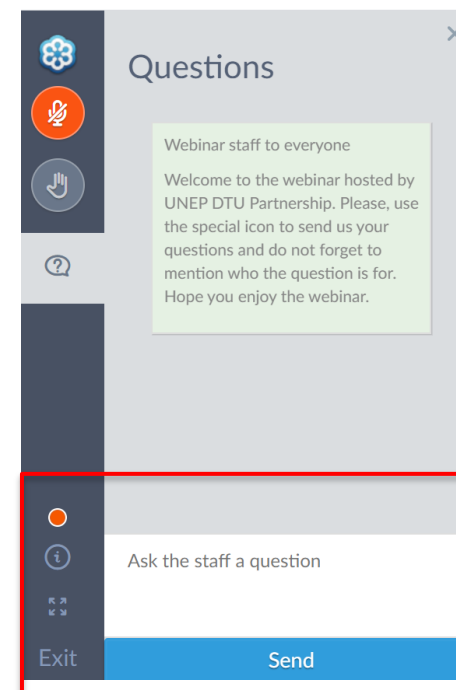 Questions
Webinar staff to everyone
Welcome to the webinar hosted by
UNEP DTU Partnership. Please, use
the special icon to send us your
questions and do not forget to
mention who the question is for.
Hope you enjoy the webinar.
Ask the staff a question
Exit
Send